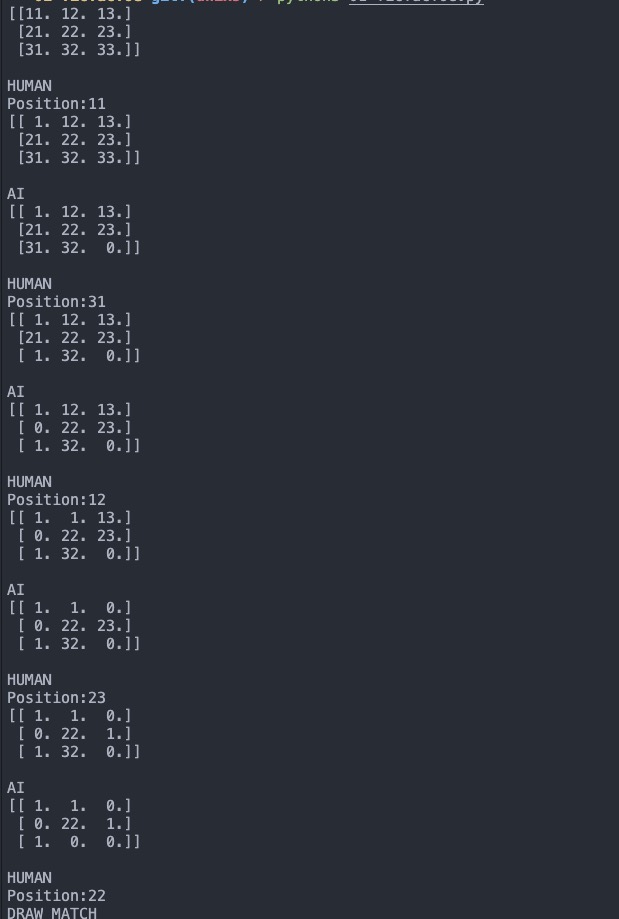 [[11. 12. 13.]
[21. 22. 23.]
[31. 32. 33.]]
HUMAN
Position:11
[[ 1. 12. 13.]
[21. 22. 23.]
[31. 32. 33.]]
AI
[[ 1. 12. 13.]
[21. 22. 23.]
[31. 32.  0.]]
HUMAN
Position:31
[[ 1. 12. 13.]
[21. 22. 23.]
[ 1. 32.  0.]]
AI
[[ 1. 12. 13.]
[ 0. 22. 23.]
[ 1. 32.  0.]]
HUMAN
Position:12
[[ 1.  1. 13.]
[ 0. 22. 23.]
[ 1. 32.  0.]]
AI
[[ 1.  1.  0.]
[ 0. 22. 23.]
[ 1. 32.  0.]]
HUMAN
Position:23
[[ 1.  1.  0.]
[ 0. 22.  1.]
[ 1. 32.  0.]]
AI
[[ 1.  1.  0.]
[ 0. 22.  1.]
[ 1.  0.  0.]]
HUMAN
Position:22
DRAW MATCH